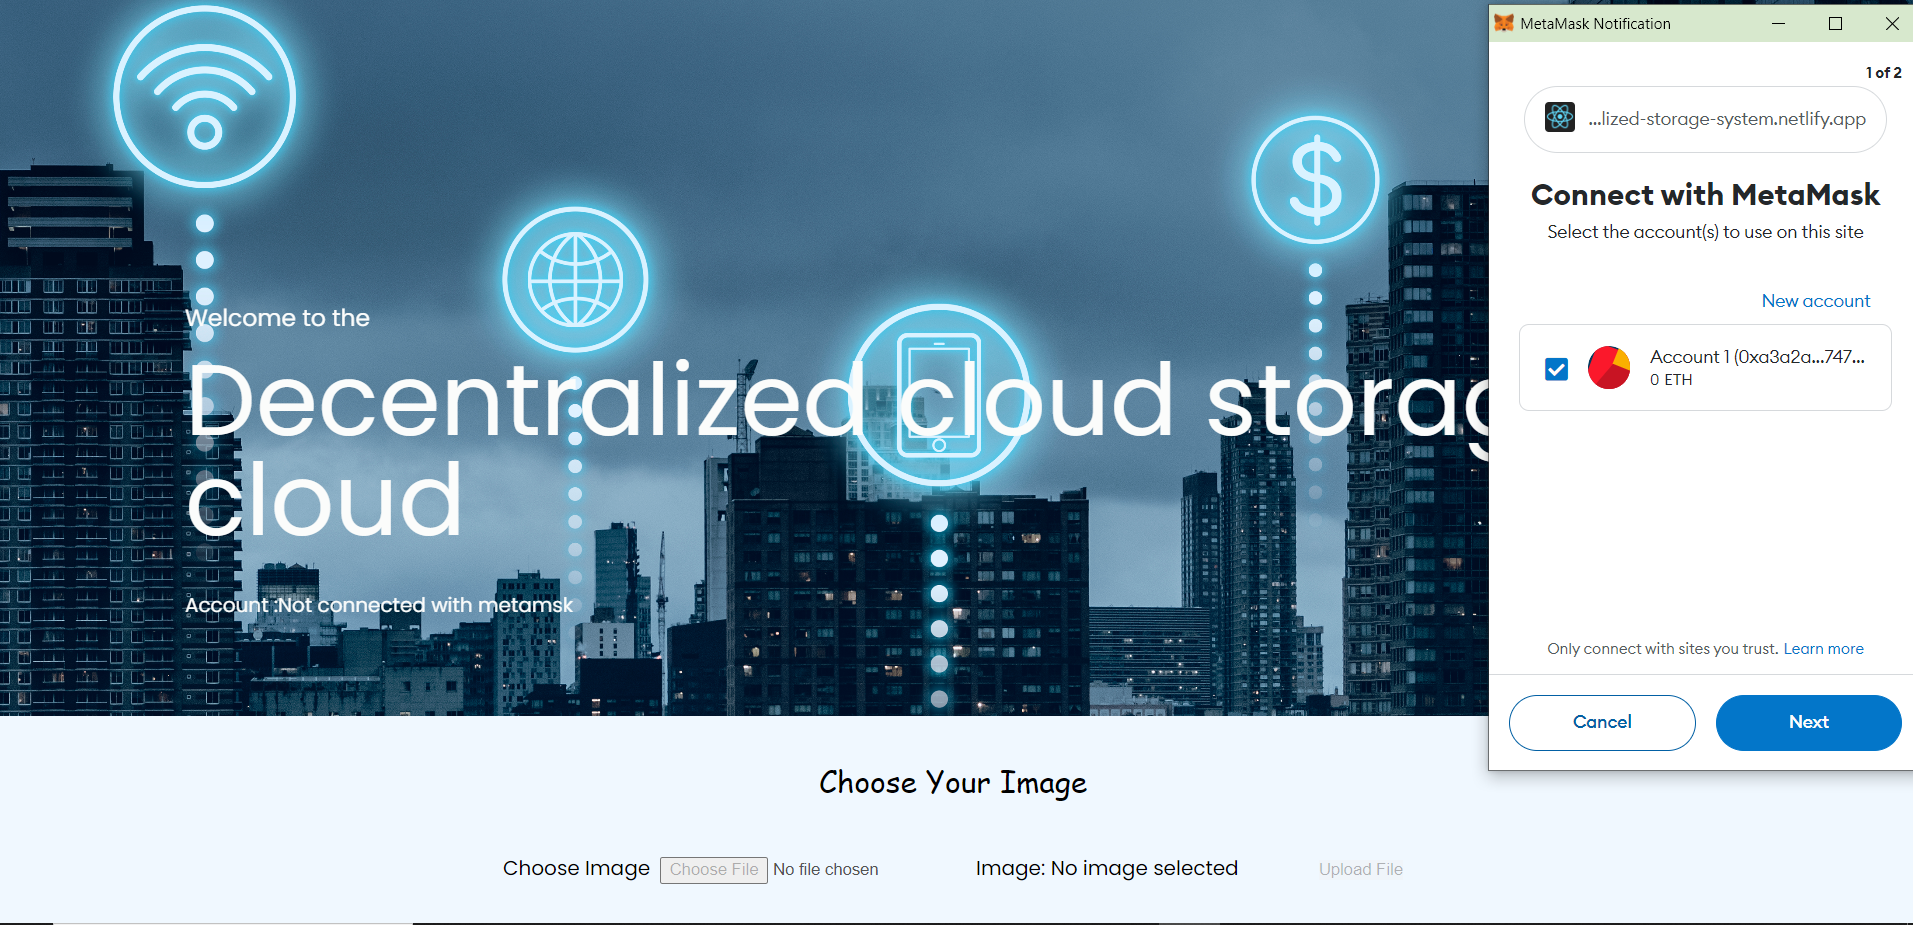 Welcome to the
Decentralized cloud storag
cloud
Account :Not connected with metamsk
MetaMask Notification
1 of 2
...lized-storage-system.netlify.app
Connect with MetaMask
Select the account(s) to use on this site
New account
Account 1 (0xa3a2a...747...
0 ETH
Only connect with sites you trust. Learn more
Cancel
Next
Choose Your Image
Choose Image Choose File No file chosen Image: No image selected Upload File